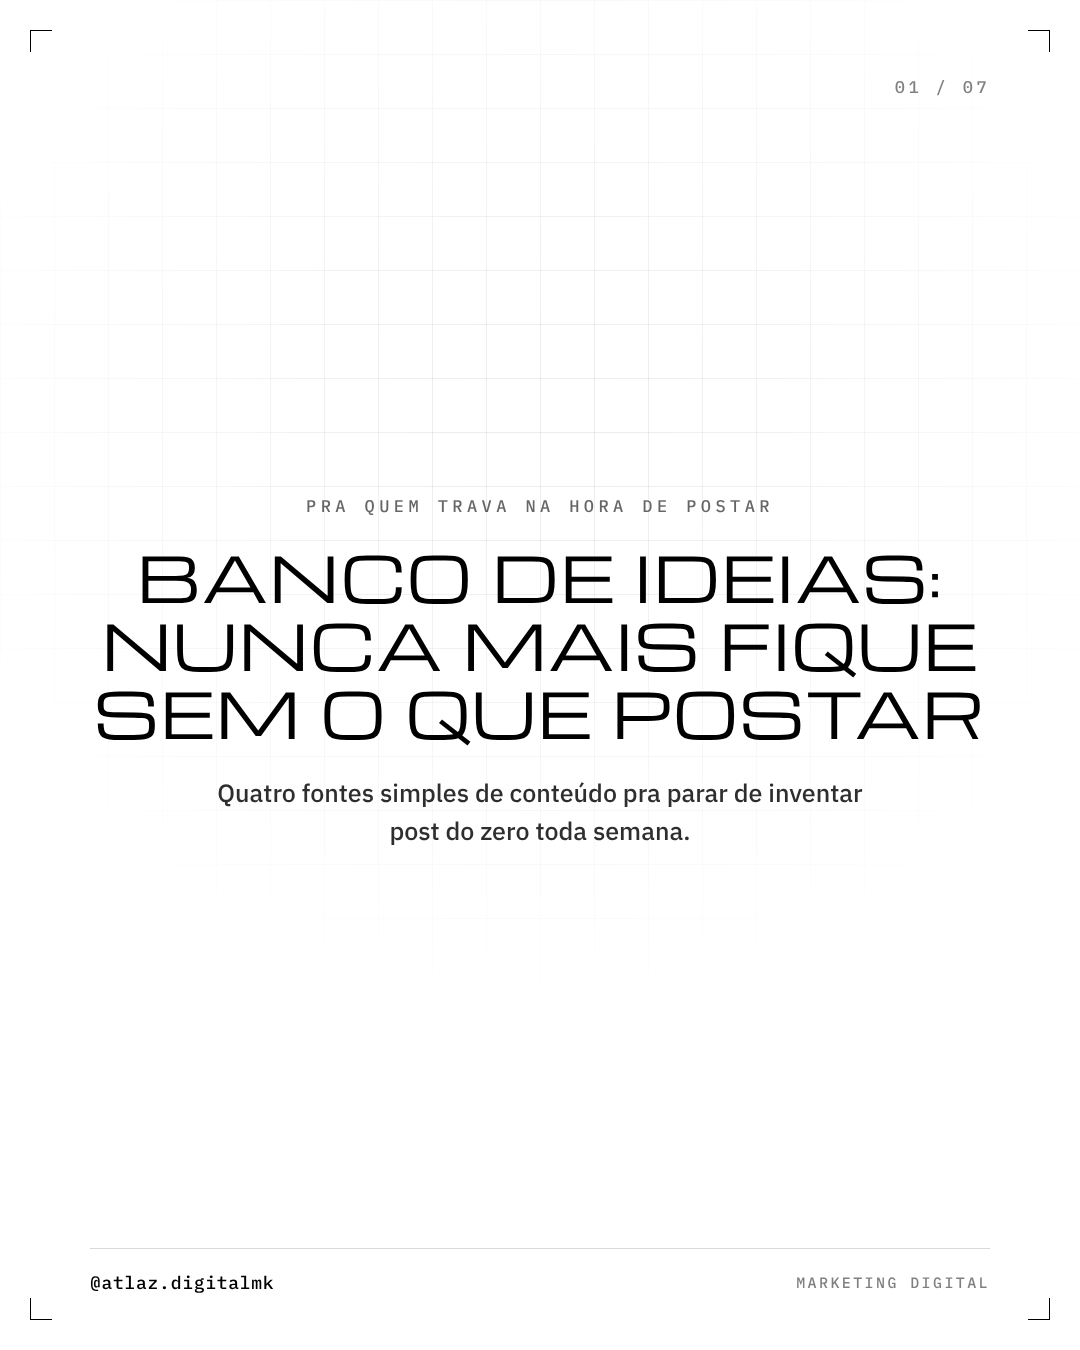 01 / 07
PRA QUEM TRAVA NA HORA DE POSTAR
BANCO DE IDEIAS:
NUNCA MAIS FIQUE
SEM O QUE POSTAR
Quatro fontes simples de conteúdo pra parar de inventar
post do zero toda semana.
@atlaz.digitalmk
MARKETING DIGITAL